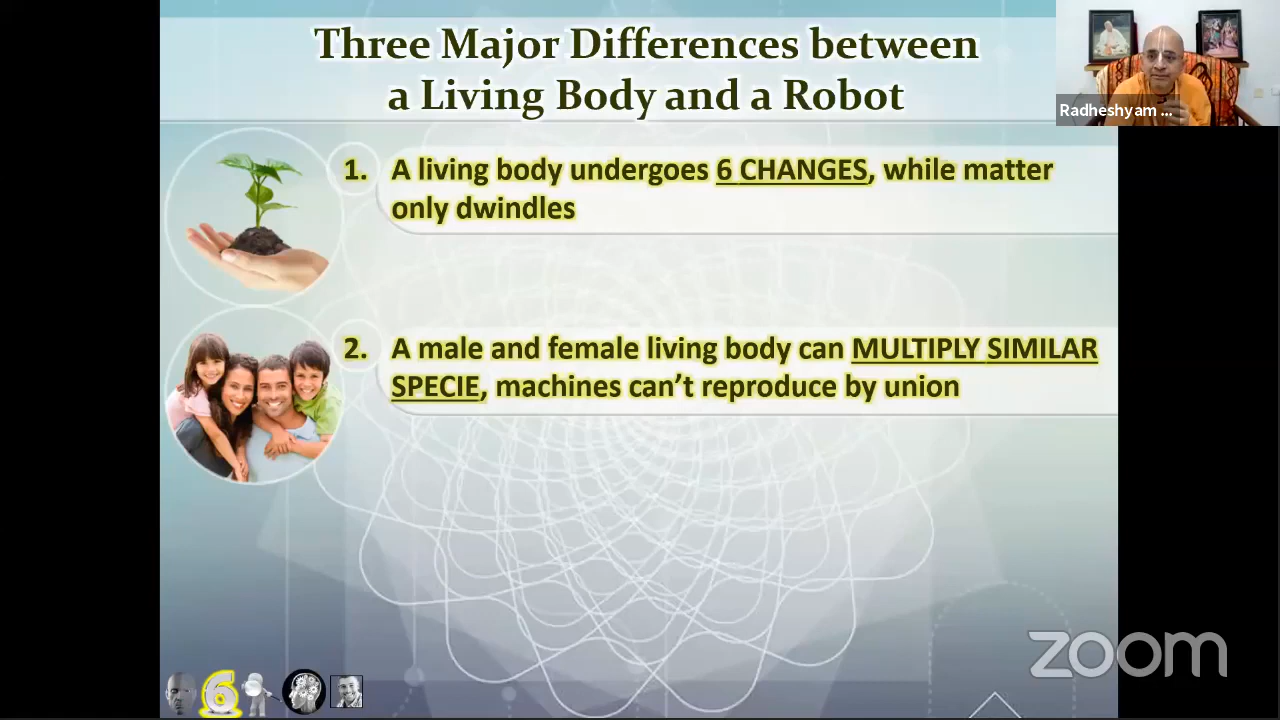 Three Major Differences between
a Living Body and a Robot
Radheshyam ...
1. A living body undergoes 6 CHANGES, while matter
only dwindles
2. A male and female living body can MULTIPLY SIMILAR
SPECIE, machines can’t reproduce by union
zoom
6